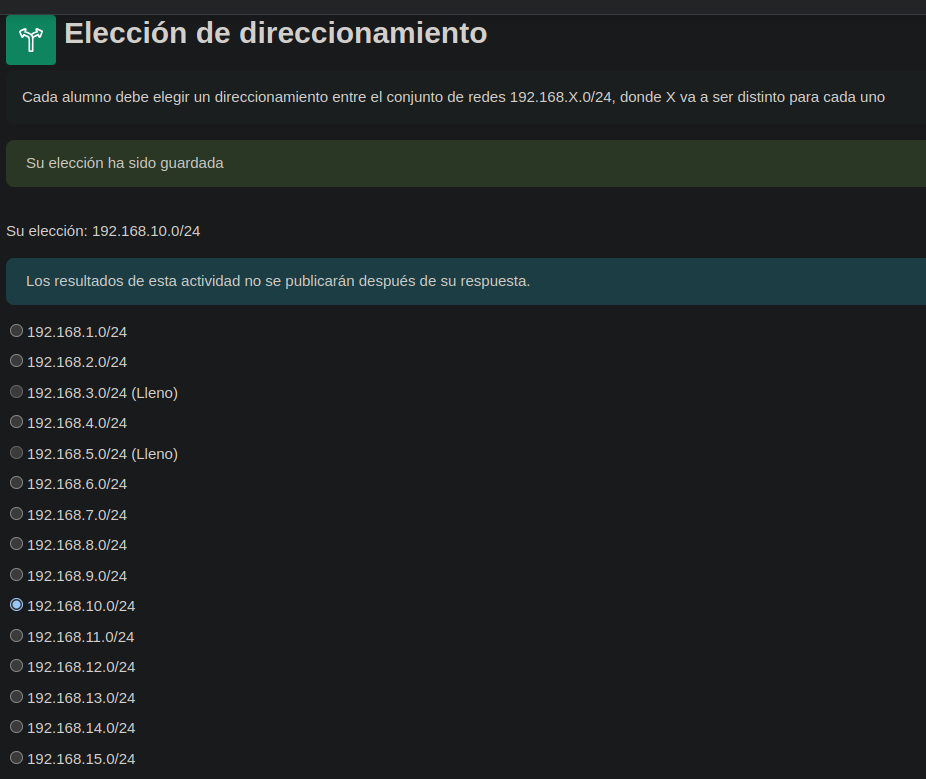 Elección de direccionamiento
Cada alumno debe elegir un direccionamiento entre el conjunto de redes 192.168.X.0/24, donde X va a ser distinto para cada uno
Su elección ha sido guardada
Su elección: 192.168.10.0/24
Los resultados de esta actividad no se publicarán después de su respuesta.
192.168.1.0/24
192.168.2.0/24
192.168.3.0/24 (Lleno)
192.168.4.0/24
192.168.5.0/24 (Lleno)
192.168.6.0/24
192.168.7.0/24
192.168.8.0/24
192.168.9.0/24
192.168.10.0/24
192.168.11.0/24
192.168.12.0/24
192.168.13.0/24
192.168.14.0/24
192.168.15.0/24